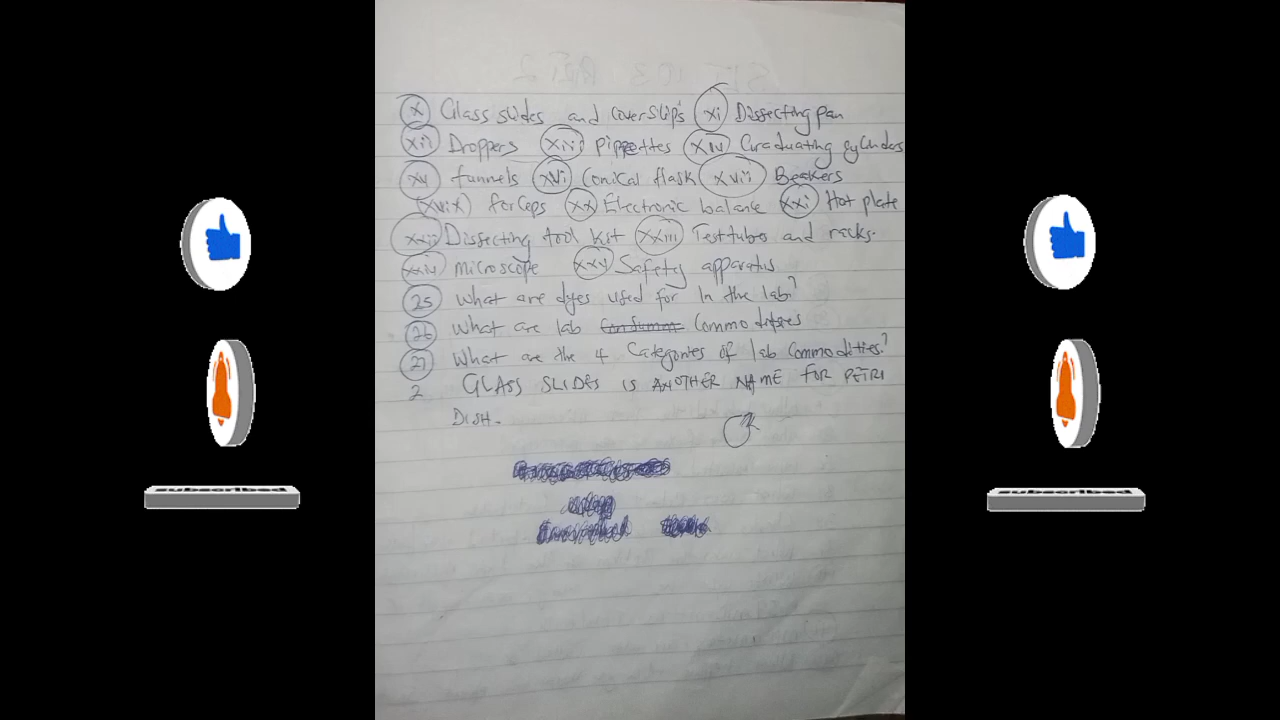 x Glass slides and coverslips xi Dissecting pan
xii Droppers xiii pippettes xiv Graduating cylinders
xv funnels xvi Conical flask xvii Beakers
xvix forceps xx Electronic balance xxi Hot plate
xxii Dissecting tool kit xxiii Test tubes and racks.
xxiv microscope xxv Safety apparatus
25 What are dyes used for in the lab?
26 What are lab Commodities
27 What are the 4 Categories of lab commodities?
2 GLASS SLIDES IS ANOTHER NAME FOR PETRI
DISH.
subscribed
subscribed